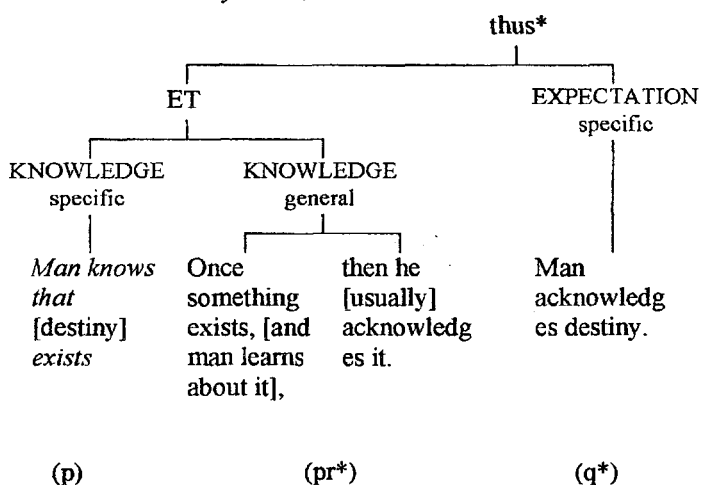 thus*
ET
EXPECTATION
specific
KNOWLEDGE
specific
KNOWLEDGE
general
Man knows
that
[destiny]
exists
Once
something
exists, [and
man learns
about it],
then he
[usually]
acknowledg
es it.
Man
acknowledg
es destiny.
(p)
(pr*)
(q*)